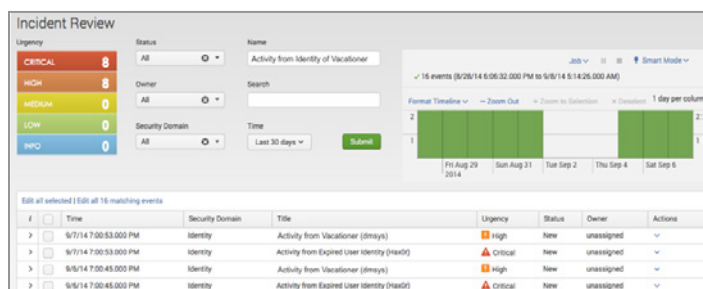 Incident Review
Urgency
CRITICAL 8
HIGH 8
MEDIUM 0
LOW 0
INFO 0
Status
All
Owner
All
Security Domain
All
Name
Activity from Identity of Vacationer
Search
Time
Last 30 days
Submit
Job
Smart Mode
16 events (8/28/14 6:06:32.000 PM to 9/8/14 5:14:26.000 AM)
Format Timeline
– Zoom Out
+ Zoom to Selection
× Deselect
1 day per colum
2
1
2
1
Fri Aug 29
2014
Sun Aug 31
Tue Sep 2
Thu Sep 4
Sat Sep 6
Edit all selected | Edit all 16 matching events
i Time Security Domain Title Urgency Status Owner Actions
> 9/7/14 7:00:53.000 PM Identity Activity from Vacationer (dmsys) High New unassigned
> 9/7/14 7:00:53.000 PM Identity Activity from Expired User Identity (Hax0r) Critical New unassigned
> 9/6/14 7:00:45.000 PM Identity Activity from Vacationer (dmsys) High New unassigned
> 9/6/14 7:00:45.000 PM Identity Activity from Expired User Identity (Hax0r) Critical New unassigned